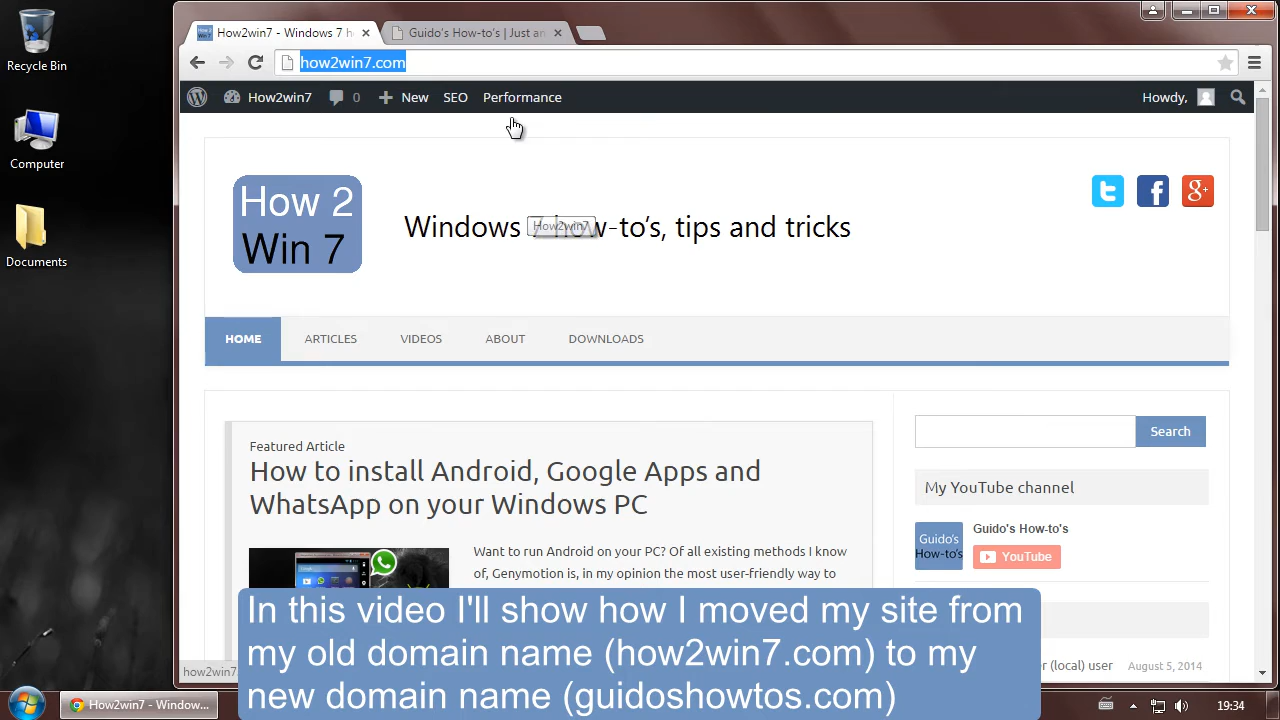 Recycle Bin
Computer
Documents
How2win7 - Windows 7 h
Guido's How-to's | Just an
how2win7.com
How2win7
0
New
SEO
Performance
Howdy,
How 2
Win 7
Windows 7 how-to's, tips and tricks
How2win7
HOME
ARTICLES
VIDEOS
ABOUT
DOWNLOADS
Featured Article
How to install Android, Google Apps and
WhatsApp on your Windows PC
Want to run Android on your PC? Of all existing methods I know
of, Genymotion is, in my opinion the most user-friendly way to
Search
My YouTube channel
Guido's
How-to's
Guido's How-to's
YouTube
(local) user
August 5, 2014
In this video I'll show how I moved my site from
my old domain name (how2win7.com) to my
new domain name (guidoshowtos.com)
how2win7
How2win7 - Window...
19:34